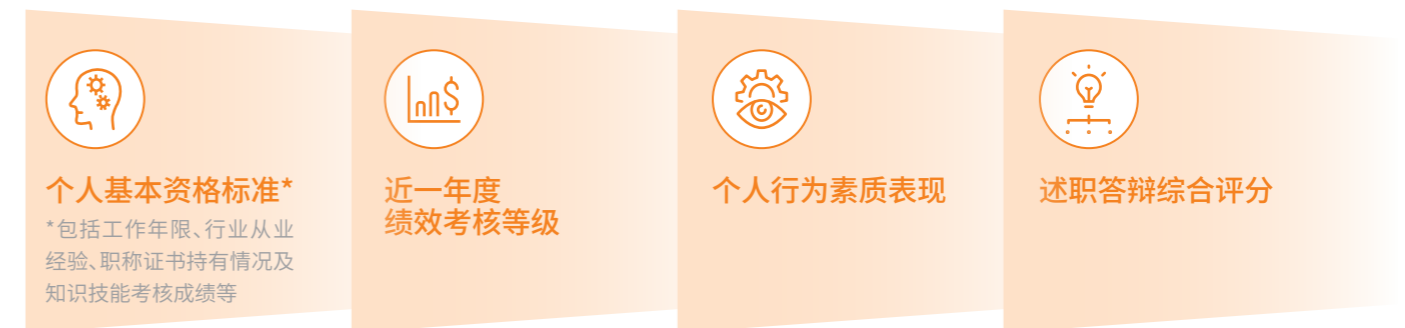 个人基本资格标准*
*包括工作年限、行业从业
经验、职称证书持有情况及
知识技能考核成绩等
近一年度
绩效考核等级
个人行为素质表现
述职答辩综合评分